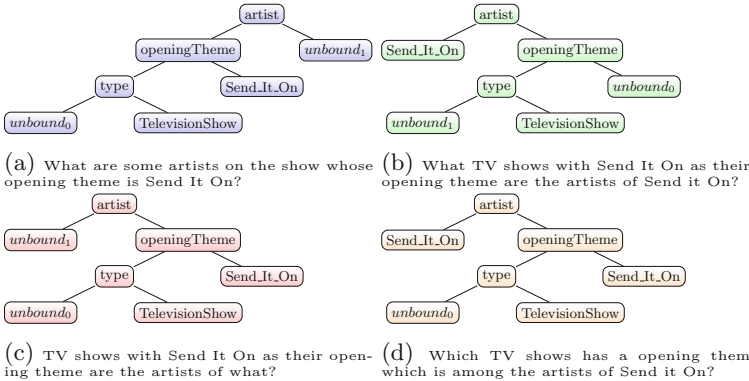 artist
openingTheme
unbound₁
type
Send_It_On
unbound₀
TelevisionShow
(a) What are some artists on the show whose
opening theme is Send It On?
artist
Send_It_On
openingTheme
type
unbound₀
unbound₁
TelevisionShow
(b) What TV shows with Send It On as their
opening theme are the artists of Send it On?
artist
unbound₁
openingTheme
type
Send_It_On
unbound₀
TelevisionShow
(c) TV shows with Send It On as their open-
ing theme are the artists of what?
artist
Send_It_On
openingTheme
type
Send_It_On
unbound₀
TelevisionShow
(d) Which TV shows has a opening them
which is among the artists of Send it On?